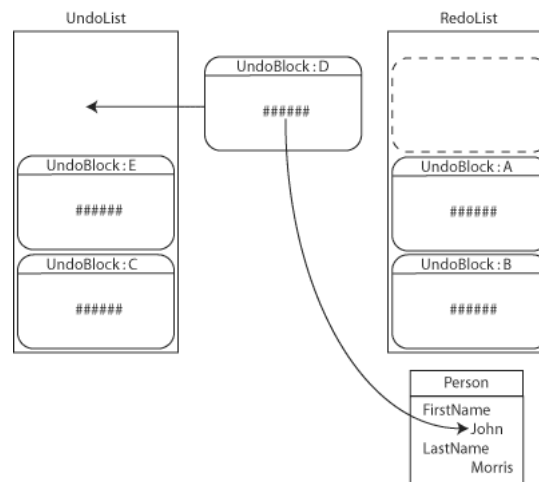 UndoList
RedoList
UndoBlock:D
######
UndoBlock:E
######
UndoBlock:A
######
UndoBlock:C
######
UndoBlock:B
######
Person
FirstName
John
LastName
Morris